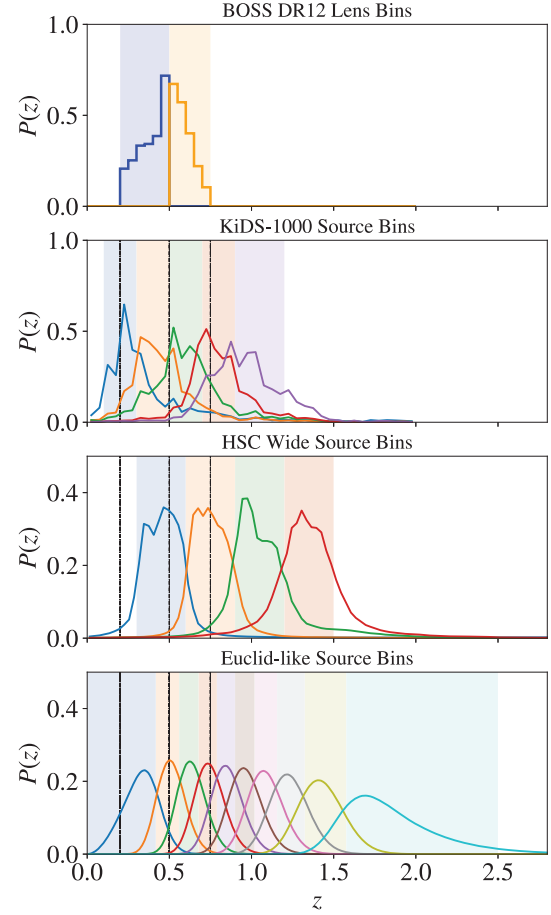 BOSS DR12 Lens Bins
1.0
0.5
0.0
P(z)
KiDS-1000 Source Bins
1.0
0.5
0.0
P(z)
HSC Wide Source Bins
0.4
0.2
0.0
P(z)
Euclid-like Source Bins
0.4
0.2
0.0
P(z)
0.0 0.5 1.0 1.5 2.0 2.5
z